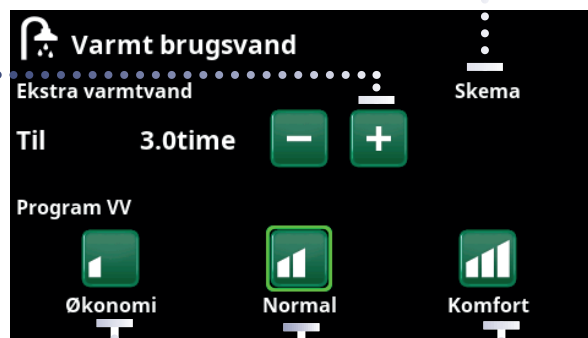 Varmt brugsvand
Ekstra varmtvand Skema
Til 3.0time − +
Program VV
Økonomi Normal Komfort